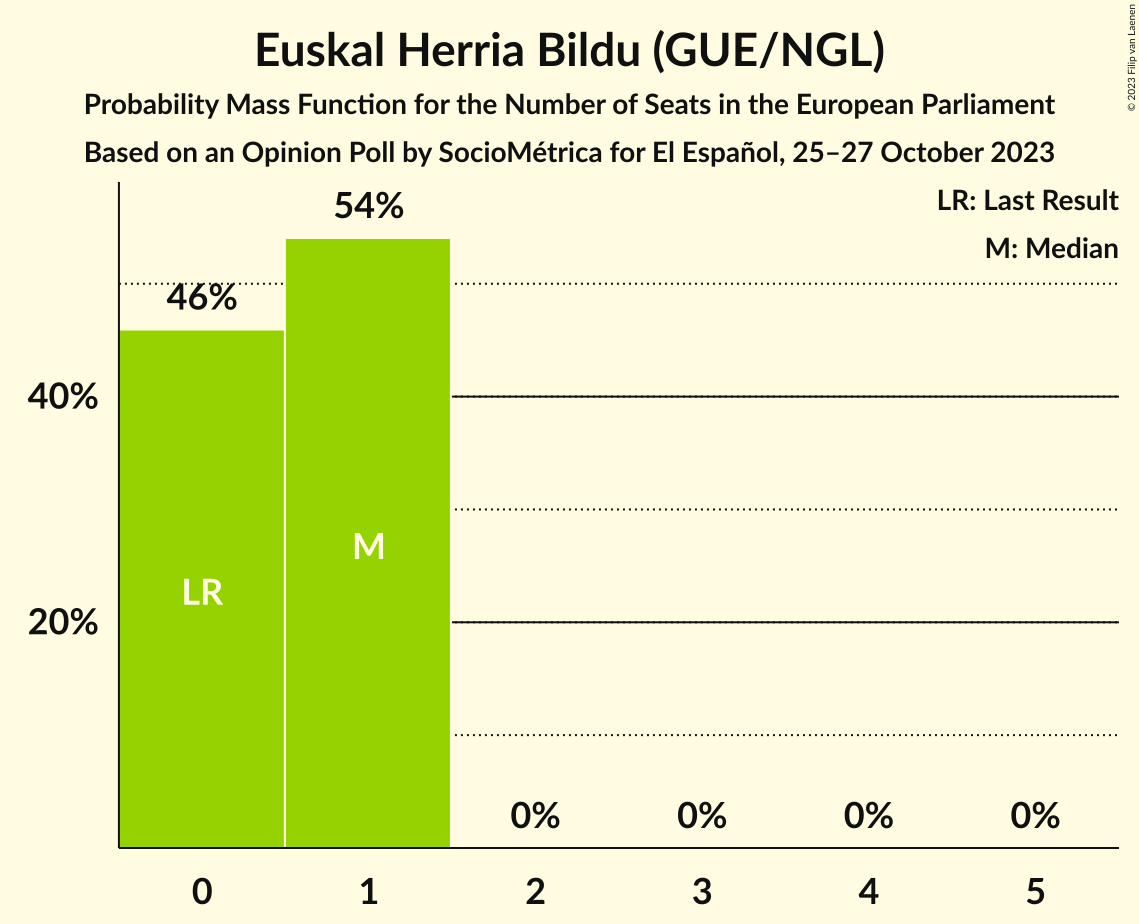 Euskal Herria Bildu (GUE/NGL)
Probability Mass Function for the Number of Seats in the European Parliament
Based on an Opinion Poll by SocioMétrica for El Español, 25–27 October 2023
© 2023 Filip van Laenen
LR: Last Result
M: Median
54%
46%
40%
20%
M
LR
0%
0%
0%
0%
0
1
2
3
4
5